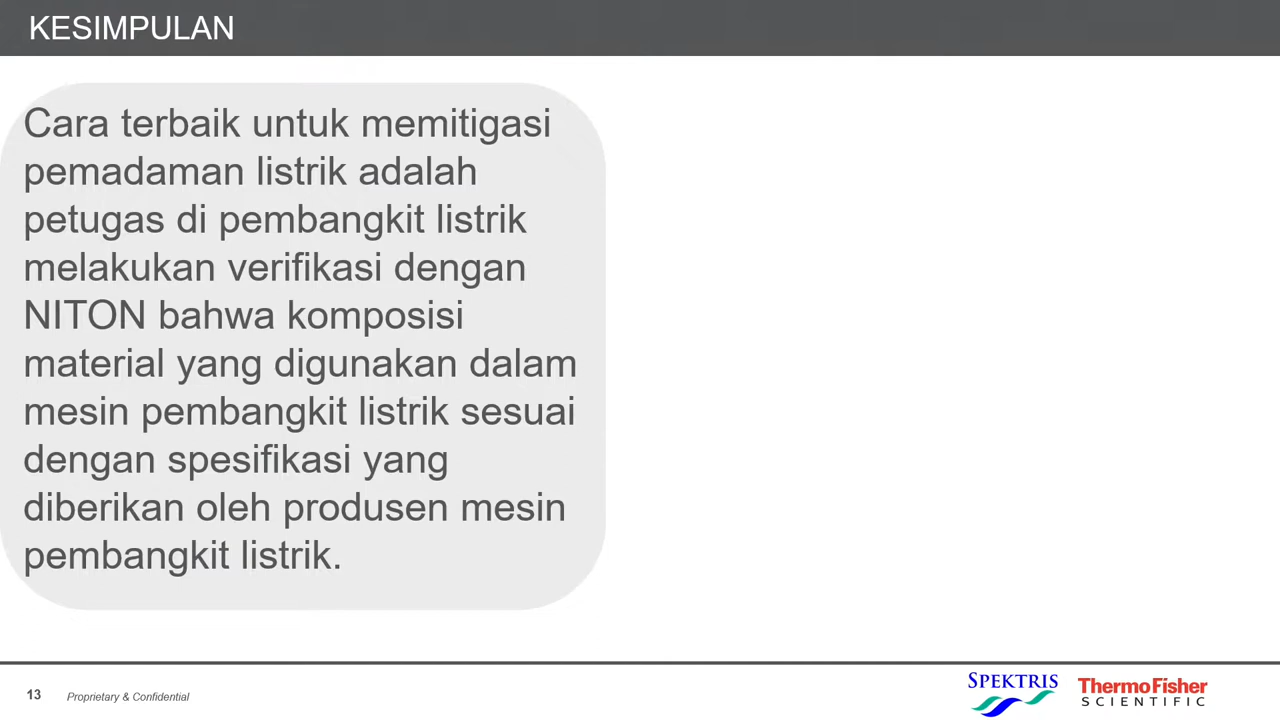 KESIMPULAN
Cara terbaik untuk memitigasi
pemadaman listrik adalah
petugas di pembangkit listrik
melakukan verifikasi dengan
NITON bahwa komposisi
material yang digunakan dalam
mesin pembangkit listrik sesuai
dengan spesifikasi yang
diberikan oleh produsen mesin
pembangkit listrik.
13 Proprietary & Confidential
SPEKTRIS
ThermoFisher
SCIENTIFIC